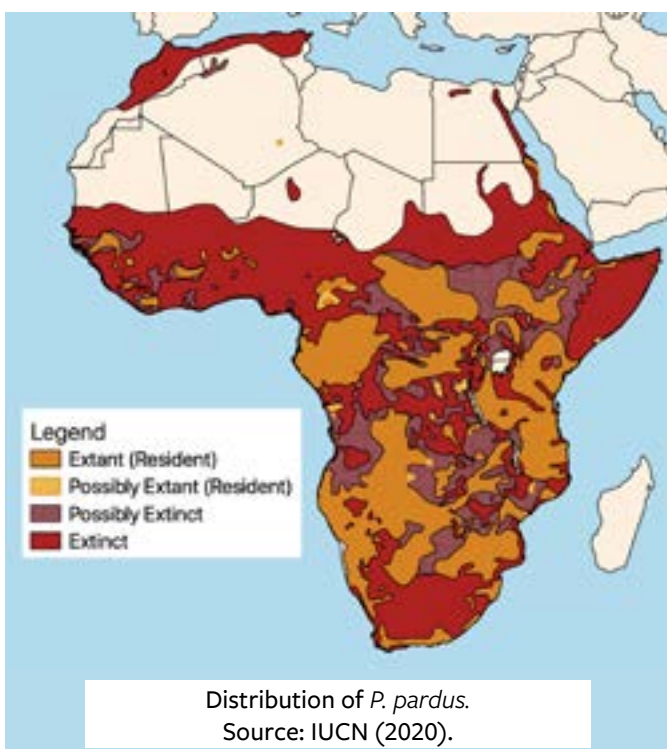 Legend
Extant (Resident)
Possibly Extant (Resident)
Possibly Extinct
Extinct
Distribution of P. pardus.
Source: IUCN (2020).